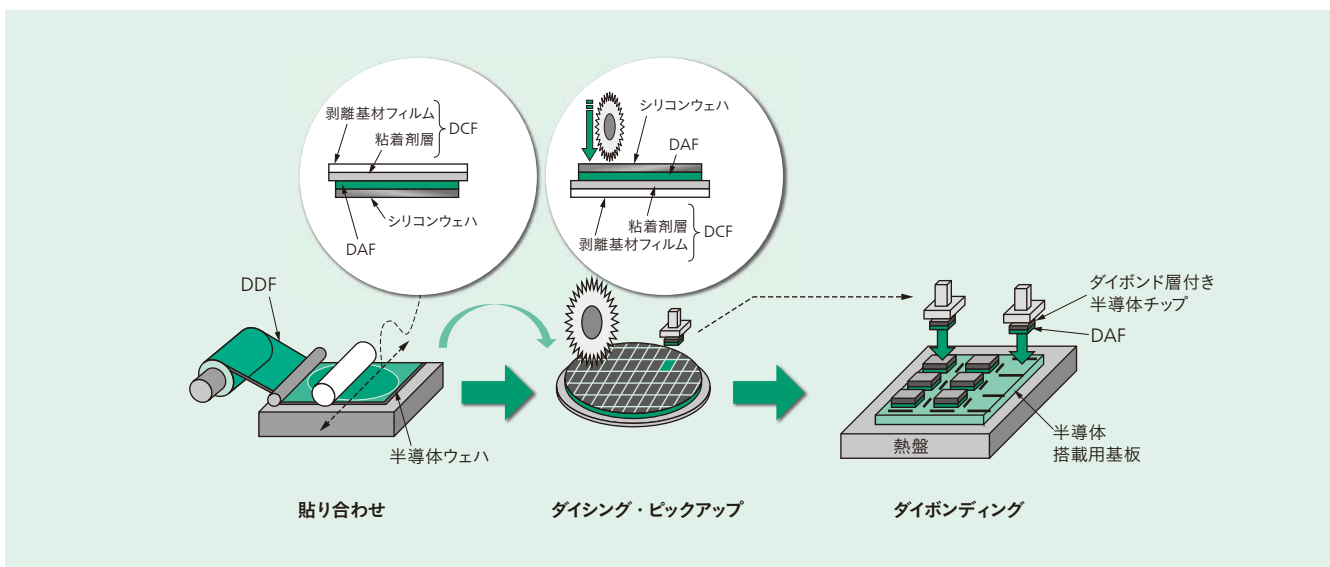 剥離基材フィルム
粘着剤層
DCF
シリコンウェハ
DAF
シリコンウェハ
DAF
粘着剤層
剥離基材フィルム
DCF
DDF
半導体ウェハ
ダイボンド層付き
半導体チップ
DAF
熱盤
半導体
搭載用基板
貼り合わせ
ダイシング・ピックアップ
ダイボンディング